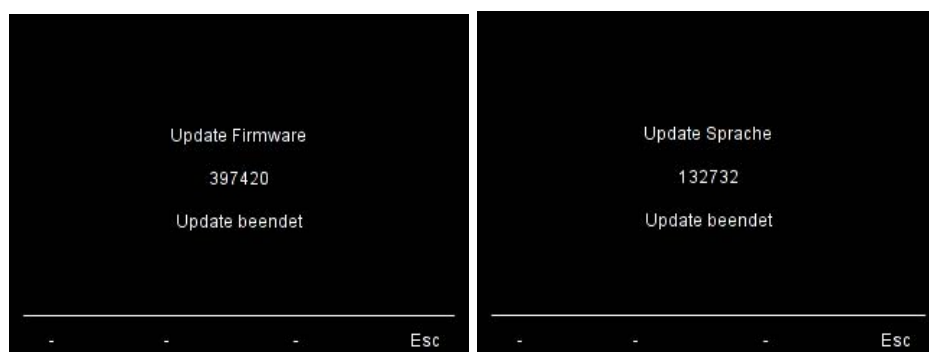 Update Firmware
397420
Update beendet
- - - Esc
Update Sprache
132732
Update beendet
- - - Esc